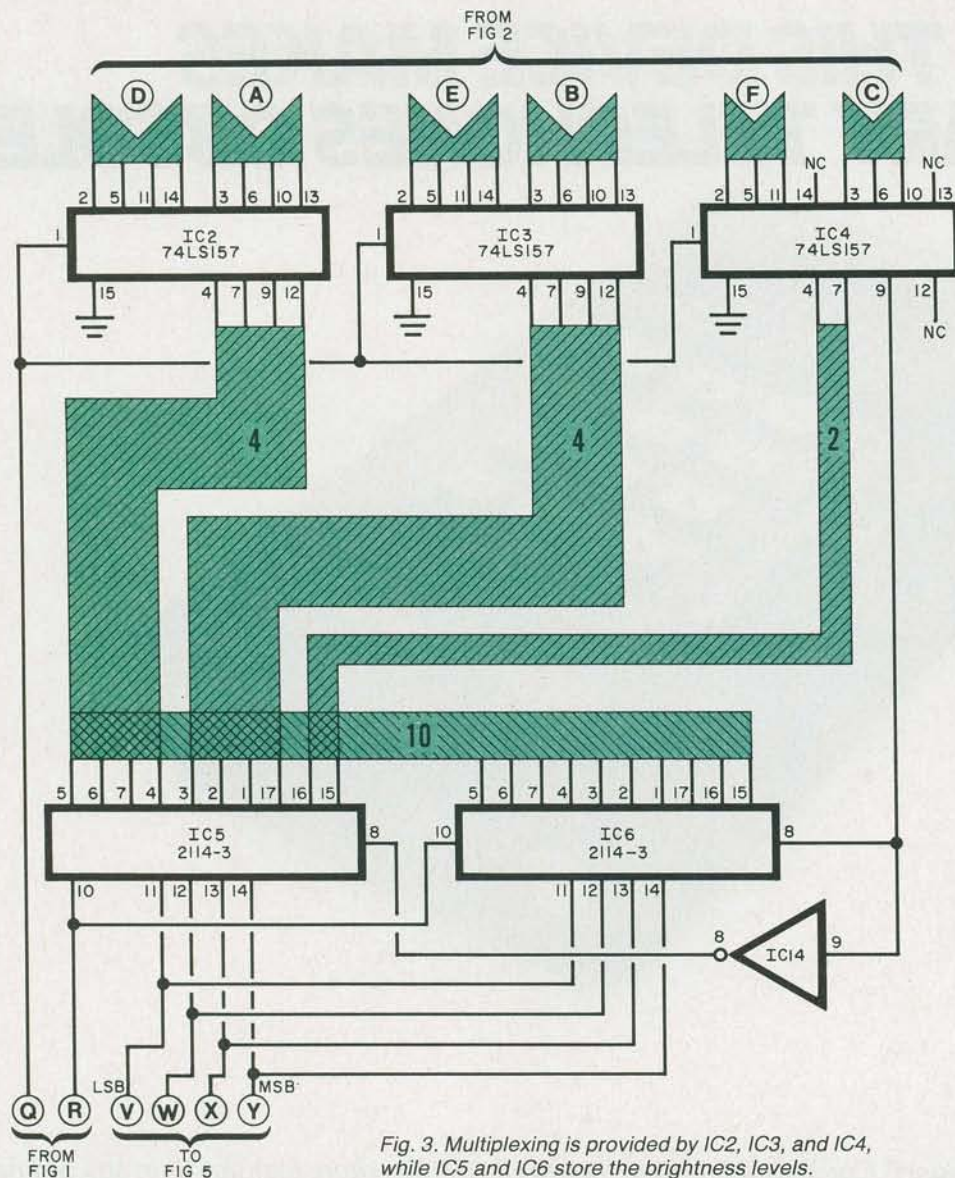 FROM
FIG 2
D A E B F C
NC NC
2 5 11 14 3 6 10 13 2 5 11 14 3 6 10 13 2 5 11 14 3 6 10 13
1 IC2 1 IC3 1 IC4
74LS157 74LS157 74LS157
15 4 7 9 12 15 4 7 9 12 15 4 7 9 12
NC
4 4 2
10
5 6 7 4 3 2 1 17 16 15 5 6 7 4 3 2 1 17 16 15
IC5 8 10 IC6 8
2114-3 2114-3
10 11 12 13 14 11 12 13 14
8 IC14 9
LSB MSB
Q R V W X Y
FROM TO
FIG 1 FIG 5
Fig. 3. Multiplexing is provided by IC2, IC3, and IC4,
while IC5 and IC6 store the brightness levels.